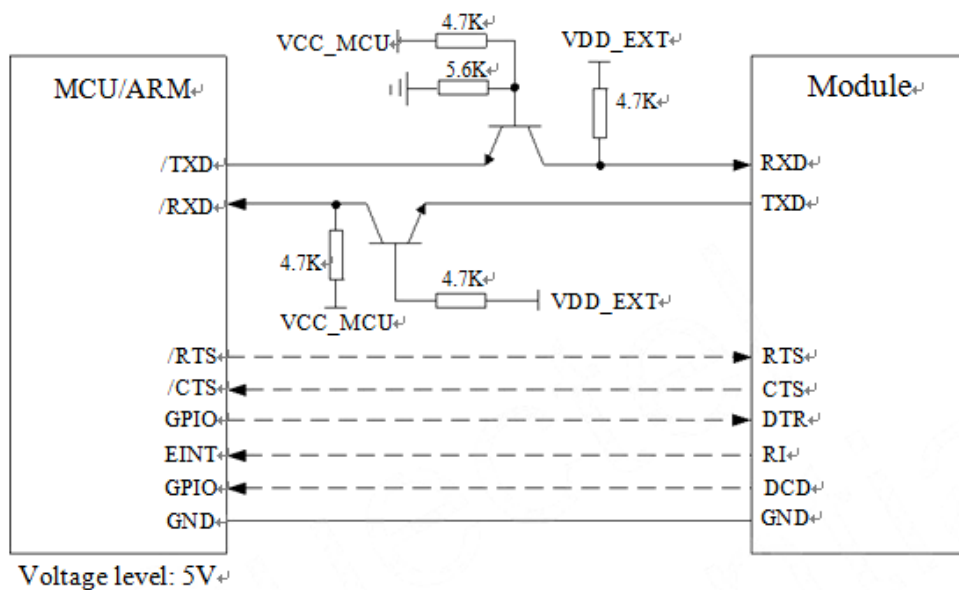 4.7K
VCC_MCU
VDD_EXT
MCU/ARM
5.6K
4.7K
Module
/TXD
RXD
/RXD
TXD
4.7K
4.7K
VDD_EXT
VCC_MCU
/RTS
RTS
/CTS
CTS
GPIO
DTR
EINT
RI
GPIO
DCD
GND
GND
Voltage level: 5V